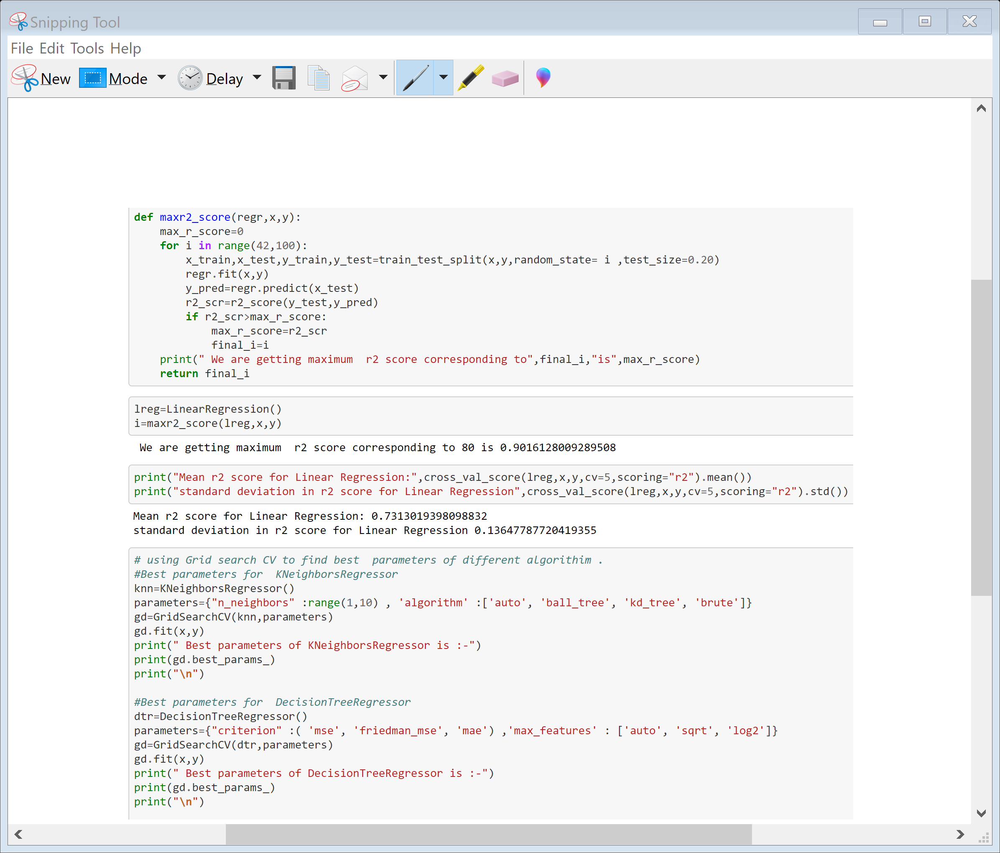 Snipping Tool
File Edit Tools Help
New Mode Delay
def maxr2_score(regr,x,y):
    max_r_score=0
    for i in range(42,100):
        x_train,x_test,y_train,y_test=train_test_split(x,y,random_state= i ,test_size=0.20)
        regr.fit(x,y)
        y_pred=regr.predict(x_test)
        r2_scr=r2_score(y_test,y_pred)
        if r2_scr>max_r_score:
            max_r_score=r2_scr
            final_i=i
    print(" We are getting maximum  r2 score corresponding to",final_i,"is",max_r_score)
    return final_i
lreg=LinearRegression()
i=maxr2_score(lreg,x,y)
 We are getting maximum  r2 score corresponding to 80 is 0.9016128009289508
print("Mean r2 score for Linear Regression:",cross_val_score(lreg,x,y,cv=5,scoring="r2").mean())
print("standard deviation in r2 score for Linear Regression",cross_val_score(lreg,x,y,cv=5,scoring="r2").std())
Mean r2 score for Linear Regression: 0.7313019398098832
standard deviation in r2 score for Linear Regression 0.13647787720419355
# using Grid search CV to find best  parameters of different algorithim .
#Best parameters for  KNeighborsRegressor
knn=KNeighborsRegressor()
parameters={"n_neighbors" :range(1,10) , 'algorithm' :['auto', 'ball_tree', 'kd_tree', 'brute']}
gd=GridSearchCV(knn,parameters)
gd.fit(x,y)
print(" Best parameters of KNeighborsRegressor is :-")
print(gd.best_params_)
print("\n")
#Best parameters for  DecisionTreeRegressor
dtr=DecisionTreeRegressor()
parameters={"criterion" :( 'mse', 'friedman_mse', 'mae') ,'max_features' : ['auto', 'sqrt', 'log2']}
gd=GridSearchCV(dtr,parameters)
gd.fit(x,y)
print(" Best parameters of DecisionTreeRegressor is :-")
print(gd.best_params_)
print("\n")